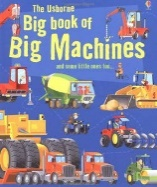 The Usborne
Big book of
Big Machines
and some little ones too...